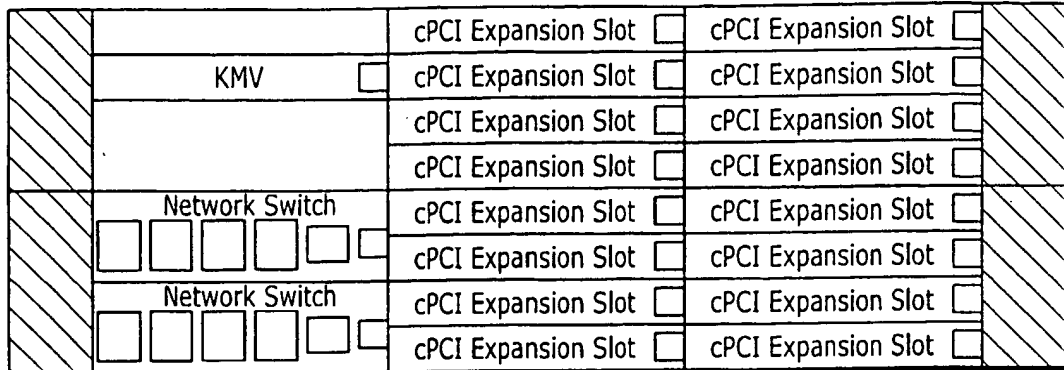 cPCI Expansion Slot cPCI Expansion Slot
KMV cPCI Expansion Slot cPCI Expansion Slot
cPCI Expansion Slot cPCI Expansion Slot
cPCI Expansion Slot cPCI Expansion Slot
Network Switch cPCI Expansion Slot cPCI Expansion Slot
cPCI Expansion Slot cPCI Expansion Slot
Network Switch cPCI Expansion Slot cPCI Expansion Slot
cPCI Expansion Slot cPCI Expansion Slot